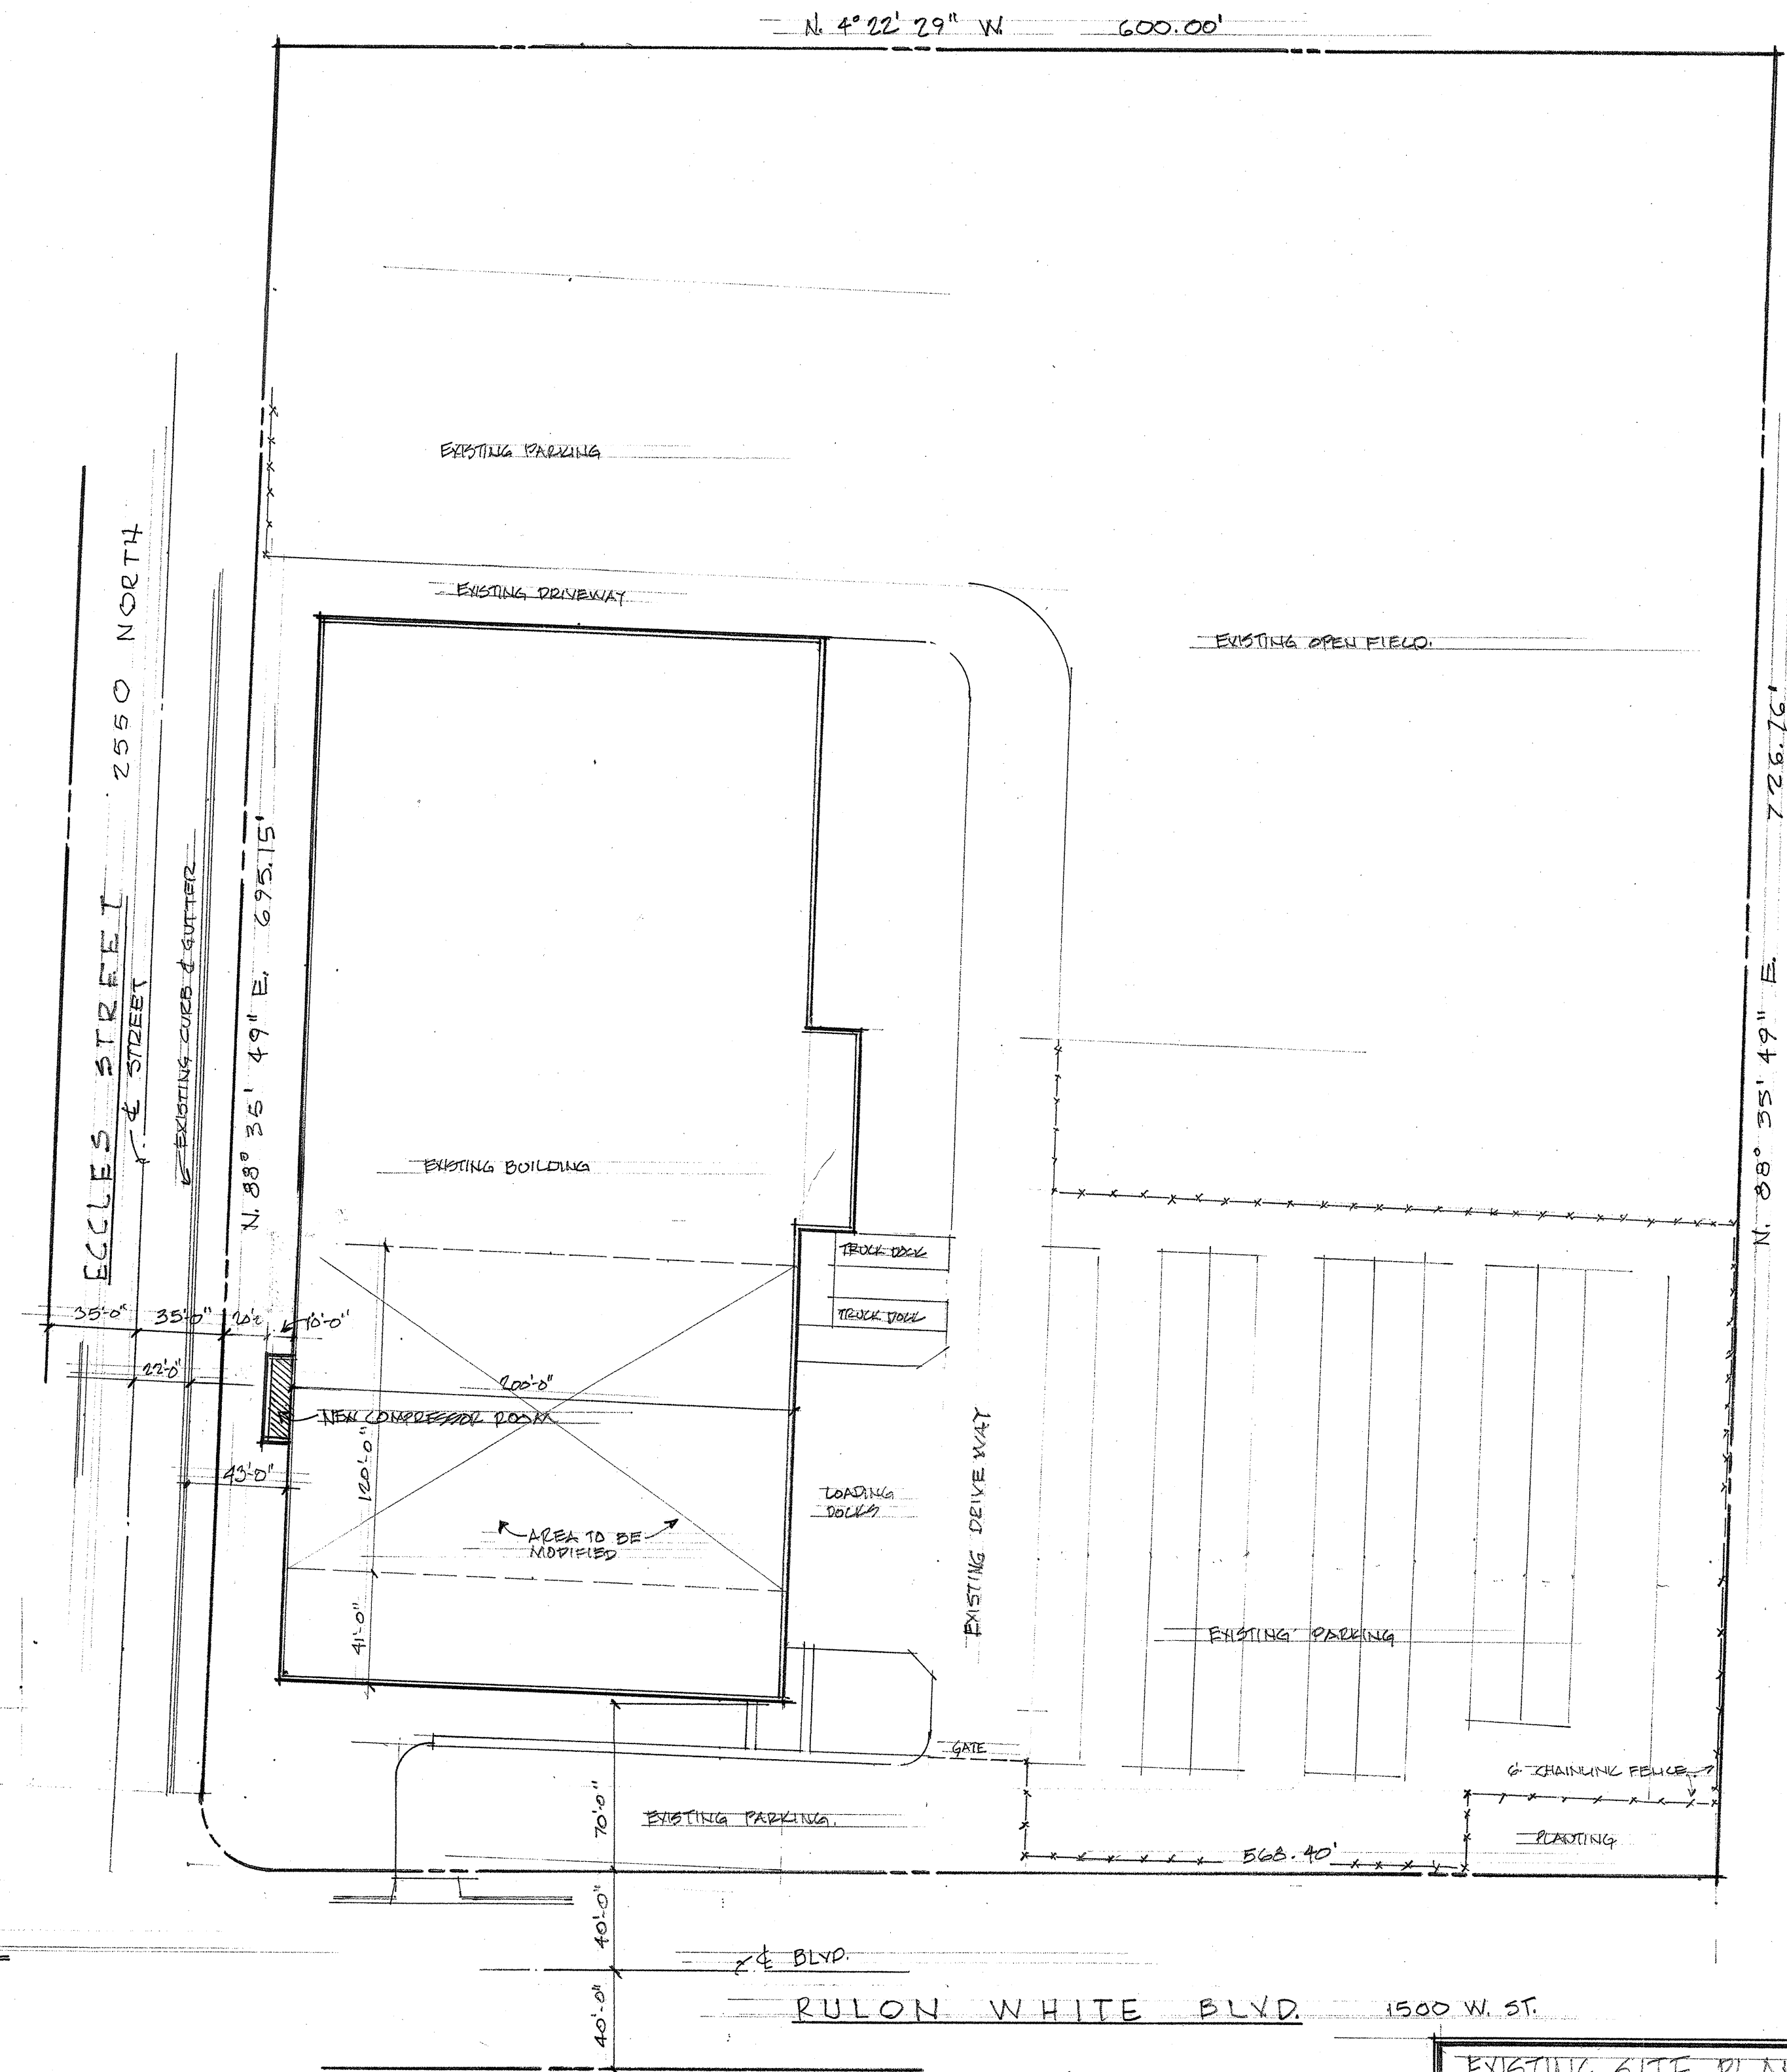 N. 4° 22' 29" W. 600.00'
EXISTING PARKING
EXISTING DRIVEWAY
EXISTING OPEN FIELD.
ECCLES STREET 2550 NORTH
℄ STREET
EXISTING CURB & GUTTER
N. 88° 35' 49" E. 695.15'
N. 88° 35' 49" E. 726.76'
EXISTING BUILDING
TRUCK DOCK
TRUCK DOCK
35'-0" 35'-0" 10'-0"
22'-0"
200'-0"
NEW COMPRESSOR ROOM
120'-0"
43'-0"
LOADING
DOCKS
EXISTING DRIVEWAY
AREA TO BE
MODIFIED
41'-0"
EXISTING PARKING
GATE
6' CHAINLINK FENCE
70'-0"
EXISTING PARKING.
PLANTING
568.40'
40'-0"
℄ BLVD.
RULON WHITE BLVD. 1500 W. ST.
40'-0"
EXISTING SITE PLAN